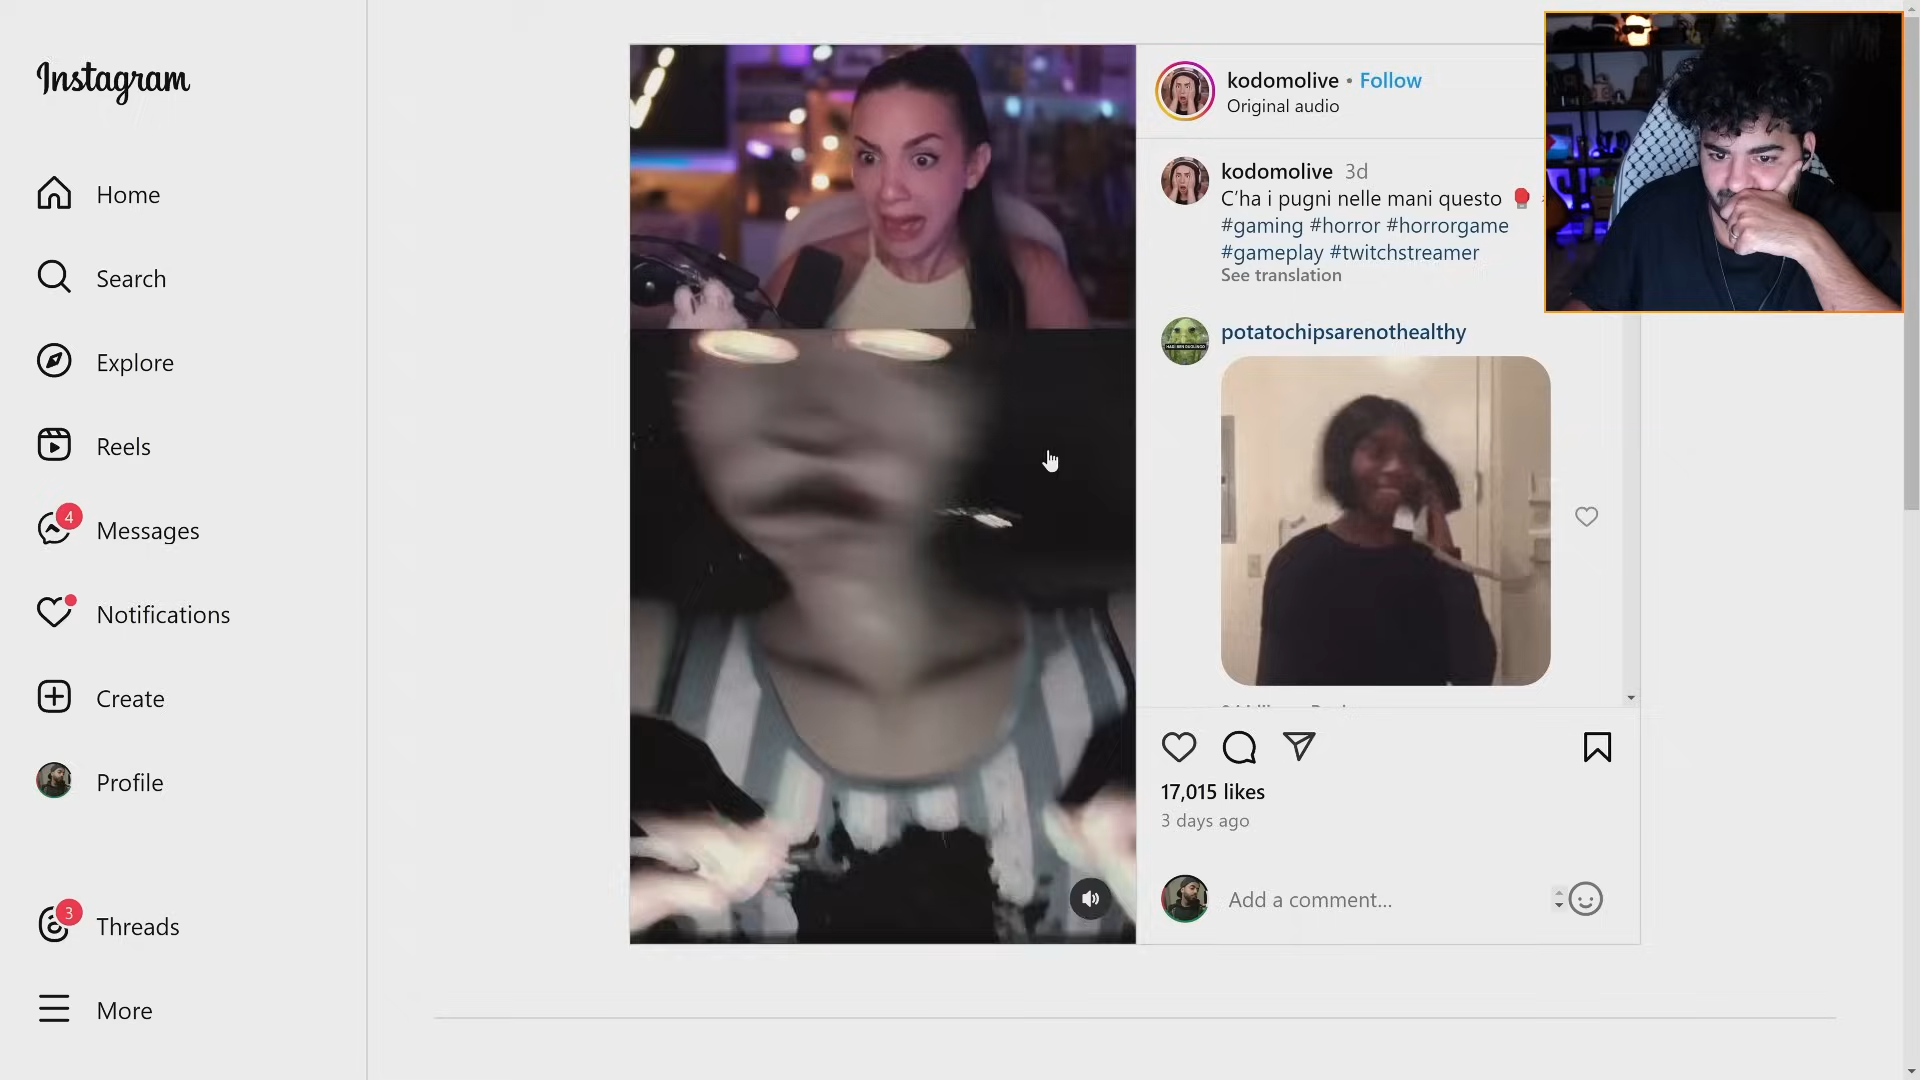 Instagram
Home
Search
Explore
Reels
4
Messages
Notifications
Create
Profile
3
Threads
More
kodomolive • Follow
Original audio
kodomolive 3d
C'ha i pugni nelle mani questo 🥊
#gaming #horror #horrorgame
#gameplay #twitchstreamer
See translation
potatochipsarenothealthy
17,015 likes
3 days ago
Add a comment...